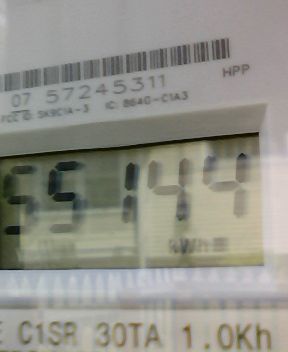 HPP
07 57245311
FCC ID: SK9C1A-3 IC: 864G-C1A3
55144
kWh
E C1SR 30TA 1.0Kh